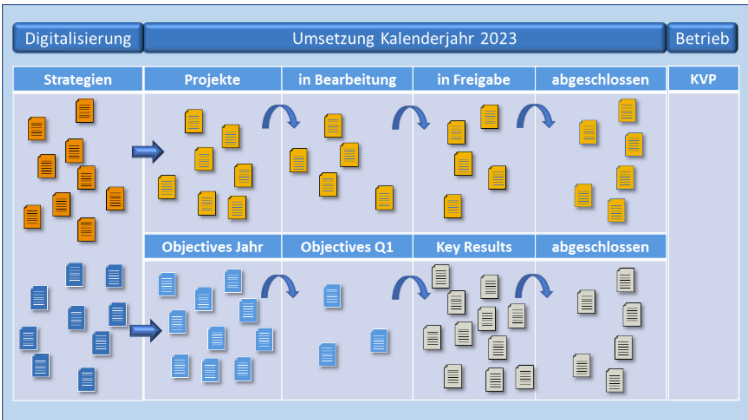 Digitalisierung
Umsetzung Kalenderjahr 2023
Betrieb
Strategien
Projekte
in Bearbeitung
in Freigabe
abgeschlossen
KVP
Objectives Jahr
Objectives Q1
Key Results
abgeschlossen